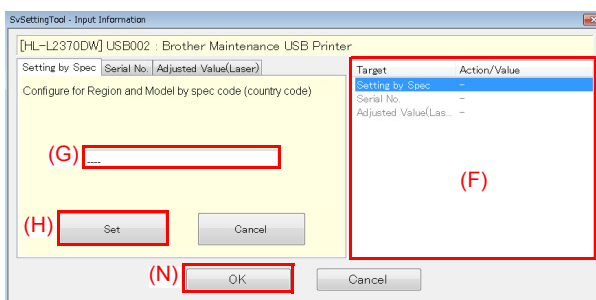 SvSettingTool - Input Information
[HL-L2370DW] USB002 : Brother Maintenance USB Printer
Setting by Spec Serial No. Adjusted Value(Laser)
Configure for Region and Model by spec code (country code)
(G) ----
(H) Set Cancel
Target Action/Value
Setting by Spec -
Serial No. -
Adjusted Value(Las... -
(F)
(N) OK Cancel